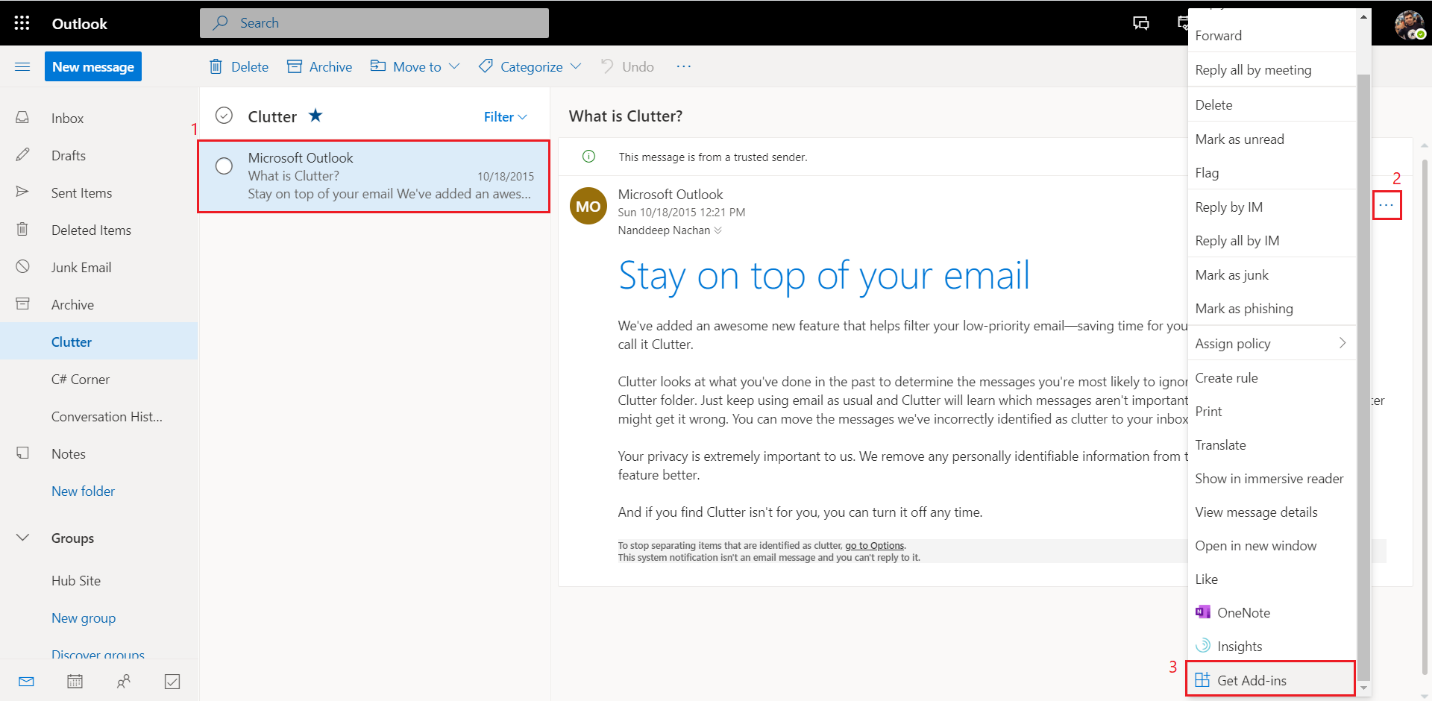 Outlook
Search
New message
Delete
Archive
Move to
Categorize
Undo
...
Inbox
Drafts
Sent Items
Deleted Items
Junk Email
Archive
Clutter
C# Corner
Conversation Hist...
Notes
New folder
Groups
Hub Site
New group
Discover groups
1
Clutter
Filter
Microsoft Outlook
What is Clutter? 10/18/2015
Stay on top of your email We've added an awes...
What is Clutter?
This message is from a trusted sender.
MO
Microsoft Outlook
Sun 10/18/2015 12:21 PM
Nanddeep Nachan
Stay on top of your email
We've added an awesome new feature that helps filter your low-priority email—saving time for you
call it Clutter.
Clutter looks at what you've done in the past to determine the messages you're most likely to ignor
Clutter folder. Just keep using email as usual and Clutter will learn which messages aren't important
might get it wrong. You can move the messages we've incorrectly identified as clutter to your inbox
Your privacy is extremely important to us. We remove any personally identifiable information from
feature better.
And if you find Clutter isn't for you, you can turn it off any time.
To stop separating items that are identified as clutter, go to Options.
This system notification isn't an email message and you can't reply to it.
2
...
Forward
Reply all by meeting
Delete
Mark as unread
Flag
Reply by IM
Reply all by IM
Mark as junk
Mark as phishing
Assign policy
Create rule
Print
Translate
Show in immersive reader
View message details
Open in new window
Like
N OneNote
Insights
3
Get Add-ins